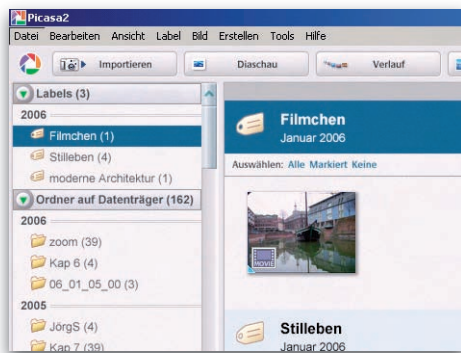 Picasa2
Datei Bearbeiten Ansicht Label Bild Erstellen Tools Hilfe
Importieren Diaschau Verlauf
Labels (3)
2006
Filmchen (1)
Stilleben (4)
moderne Architektur (1)
Ordner auf Datenträger (162)
2006
zoom (39)
Kap 6 (4)
06_01_05_00 (3)
2005
JörgS (4)
Kap 7 (39)
Filmchen
Januar 2006
Auswählen: Alle Markiert Keine
MOVIE
Stilleben
Januar 2006